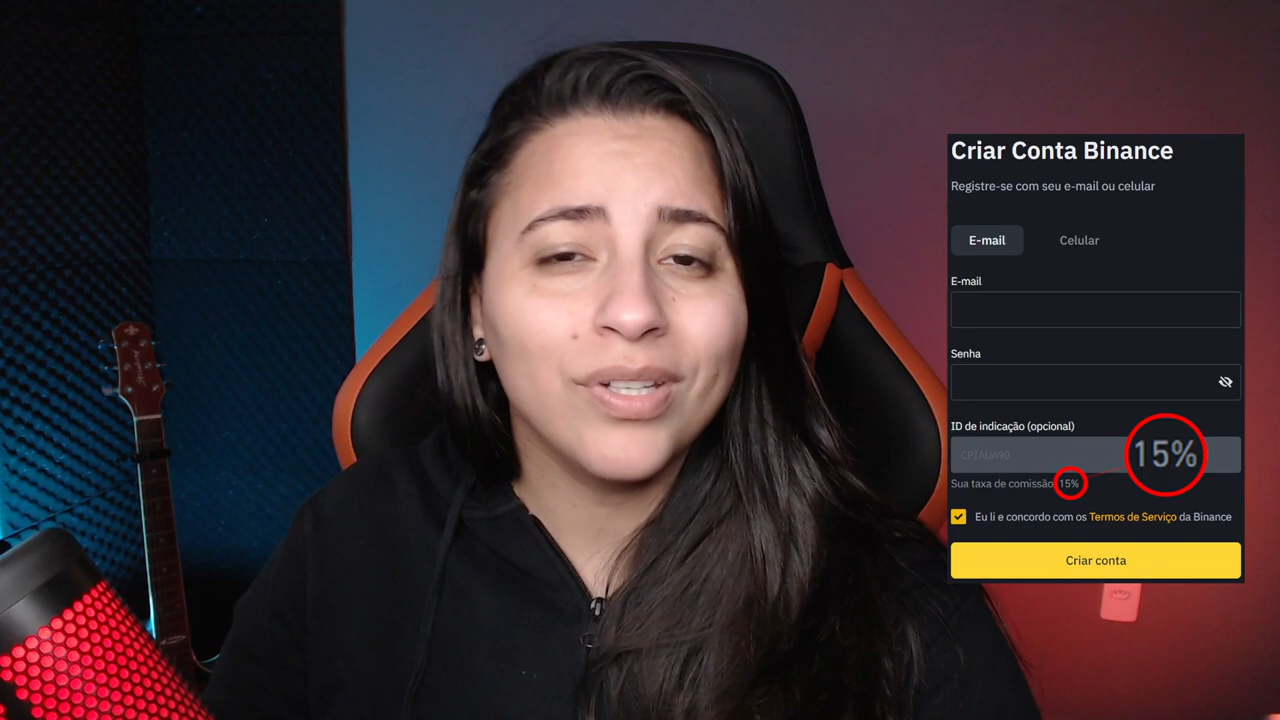 Criar Conta Binance
Registre-se com seu e-mail ou celular
E-mail Celular
E-mail
Senha
ID de indicação (opcional)
15%
Sua taxa de comissão 15%
Eu li e concordo com os Termos de Serviço da Binance
Criar conta